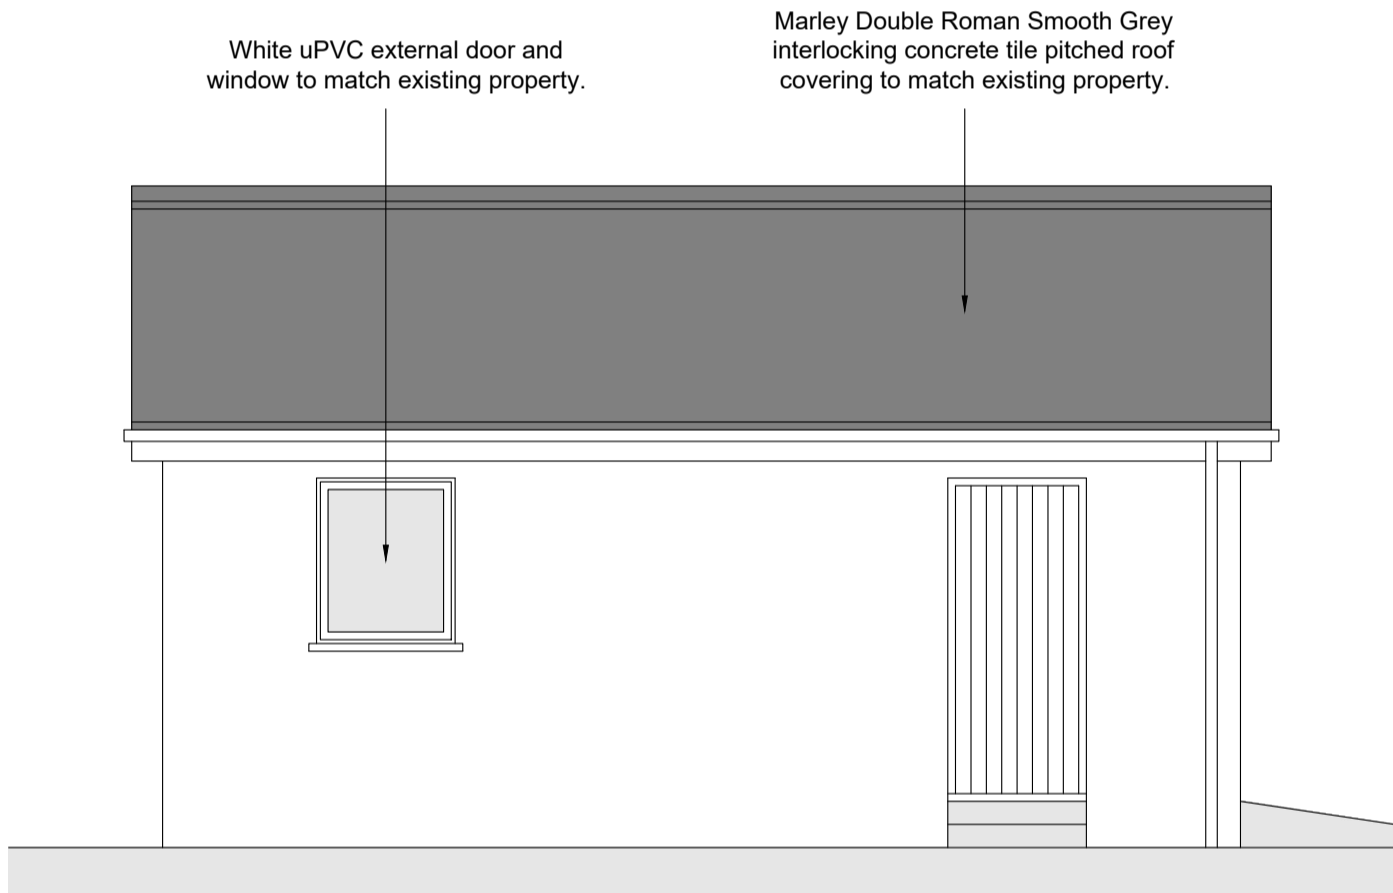 White uPVC external door and
window to match existing property.
Marley Double Roman Smooth Grey
interlocking concrete tile pitched roof
covering to match existing property.